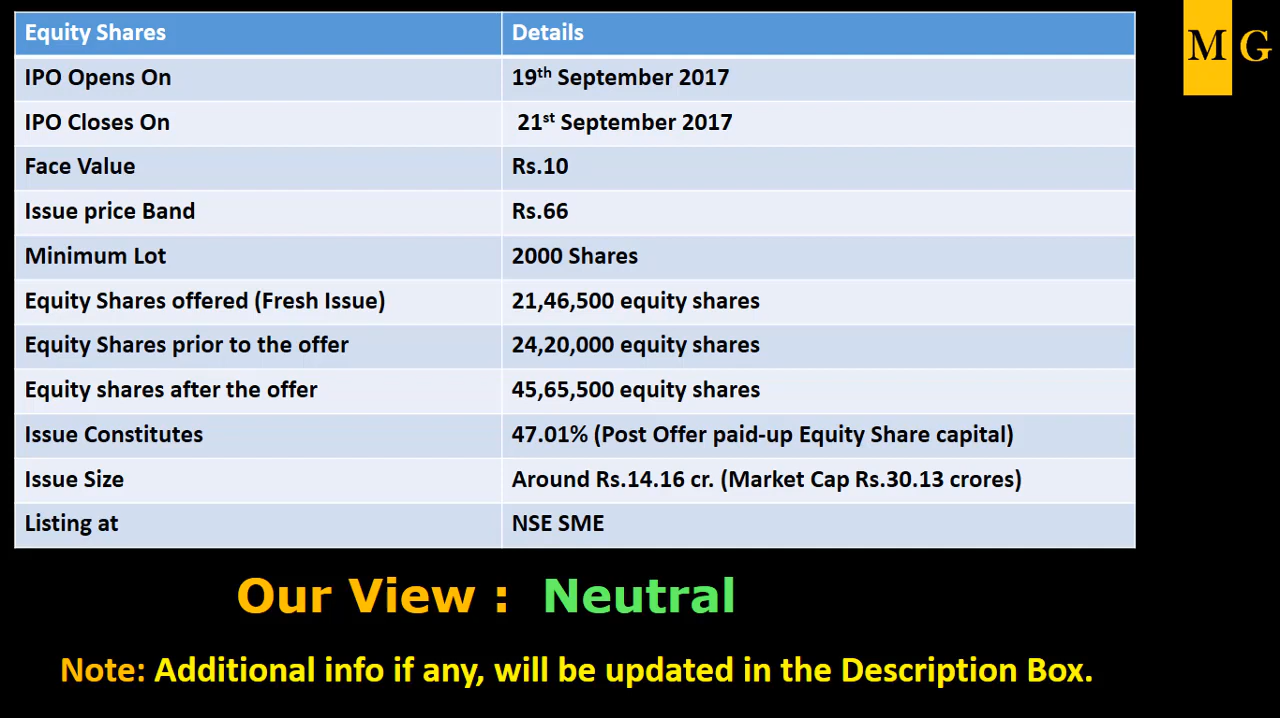 Equity Shares Details
IPO Opens On 19th September 2017
IPO Closes On 21st September 2017
Face Value Rs.10
Issue price Band Rs.66
Minimum Lot 2000 Shares
Equity Shares offered (Fresh Issue) 21,46,500 equity shares
Equity Shares prior to the offer 24,20,000 equity shares
Equity shares after the offer 45,65,500 equity shares
Issue Constitutes 47.01% (Post Offer paid-up Equity Share capital)
Issue Size Around Rs.14.16 cr. (Market Cap Rs.30.13 crores)
Listing at NSE SME
M G
Our View : Neutral
Note: Additional info if any, will be updated in the Description Box.